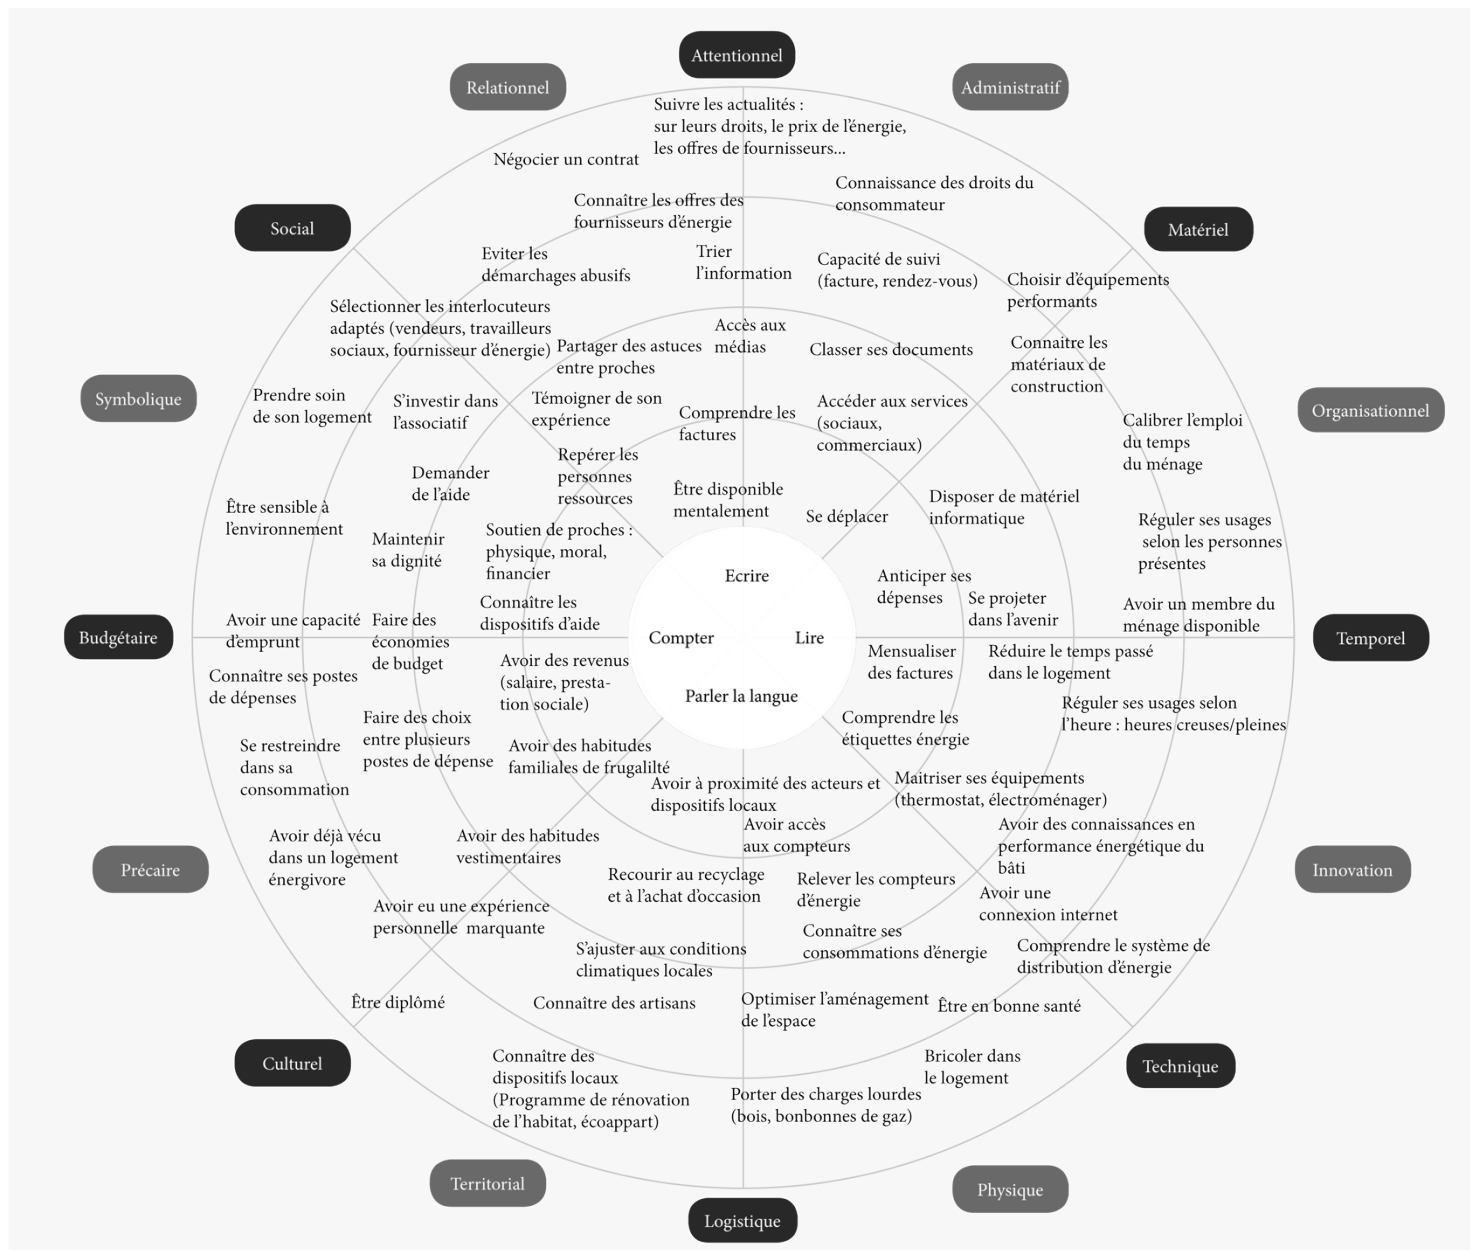 Attentionnel
Relationnel
Administratif
Suivre les actualités :
sur leurs droits, le prix de l'énergie,
les offres de fournisseurs...
Négocier un contrat
Connaissance des droits du
consommateur
Connaître les offres des
fournisseurs d'énergie
Social
Matériel
Eviter les
démarchages abusifs
Trier
l'information
Capacité de suivi
(facture, rendez-vous)
Choisir d'équipements
performants
Sélectionner les interlocuteurs
adaptés (vendeurs, travailleurs
sociaux, fournisseur d'énergie)
Partager des astuces
entre proches
Accès aux
médias
Classer ses documents
Connaitre les
matériaux de
construction
Symbolique
Organisationnel
Prendre soin
de son logement
S'investir dans
l'associatif
Témoigner de son
expérience
Comprendre les
factures
Accéder aux services
(sociaux,
commerciaux)
Calibrer l'emploi
du temps
du ménage
Demander
de l'aide
Repérer les
personnes
ressources
Être disponible
mentalement
Se déplacer
Disposer de matériel
informatique
Être sensible à
l'environnement
Maintenir
sa dignité
Soutien de proches :
physique, moral,
financier
Réguler ses usages
selon les personnes
présentes
Ecrire
Anticiper ses
dépenses
Se projeter
dans l'avenir
Avoir un membre du
ménage disponible
Connaître les
dispositifs d'aide
Budgétaire
Avoir une capacité
d'emprunt
Faire des
économies
de budget
Compter
Lire
Temporel
Avoir des revenus
(salaire, presta-
tion sociale)
Mensualiser
des factures
Réduire le temps passé
dans le logement
Connaître ses postes
de dépenses
Parler la langue
Réguler ses usages selon
l'heure : heures creuses/pleines
Faire des choix
entre plusieurs
postes de dépense
Comprendre les
étiquettes énergie
Se restreindre
dans sa
consommation
Avoir des habitudes
familiales de frugalilté
Avoir à proximité des acteurs et
dispositifs locaux
Maitriser ses équipements
(thermostat, électroménager)
Avoir déjà vécu
dans un logement
énergivore
Avoir des habitudes
vestimentaires
Avoir accès
aux compteurs
Avoir des connaissances en
performance énergétique du
bâti
Précaire
Innovation
Recourir au recyclage
et à l'achat d'occasion
Relever les compteurs
d'énergie
Avoir une
connexion internet
Avoir eu une expérience
personnelle  marquante
Connaître ses
consommations d'énergie
Comprendre le système de
distribution d'énergie
S'ajuster aux conditions
climatiques locales
Être diplômé
Connaître des artisans
Optimiser l'aménagement
de l'espace
Être en bonne santé
Culturel
Technique
Connaître des
dispositifs locaux
(Programme de rénovation
de l'habitat, écoappart)
Porter des charges lourdes
(bois, bonbonnes de gaz)
Bricoler dans
le logement
Territorial
Physique
Logistique